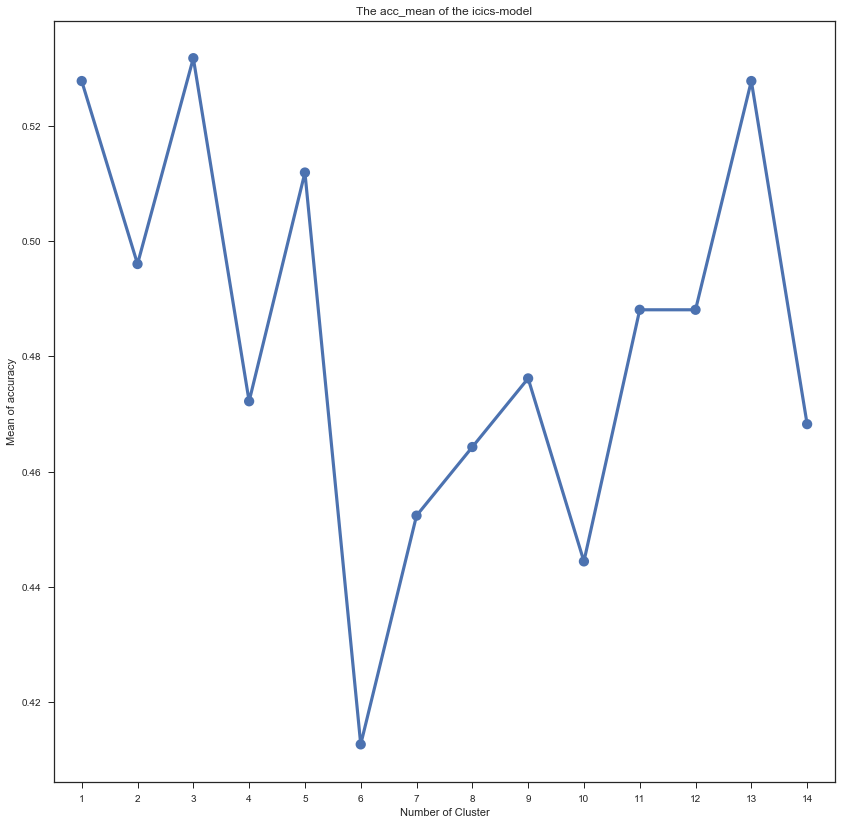 The acc_mean of the icics-model
Mean of accuracy
0.52
0.50
0.48
0.46
0.44
0.42
1 2 3 4 5 6 7 8 9 10 11 12 13 14
Number of Cluster